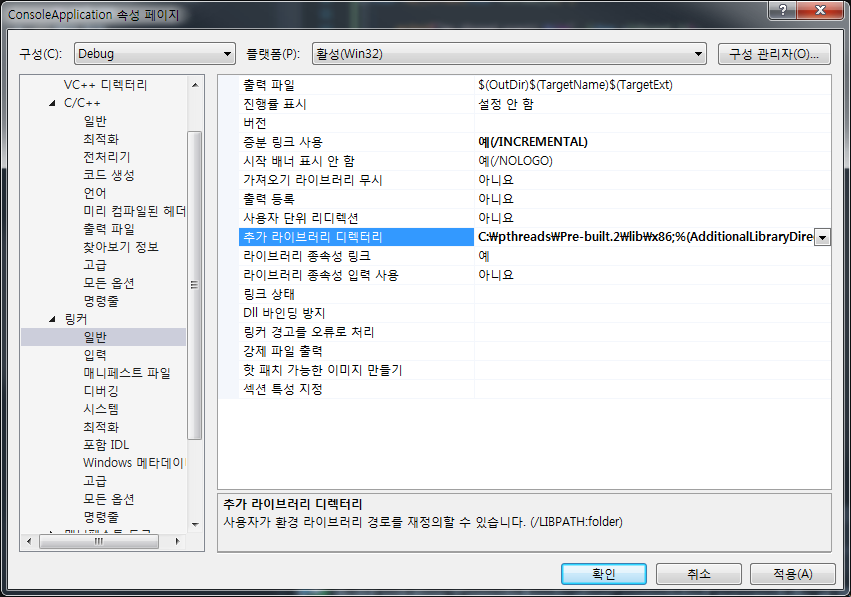 ConsoleApplication 속성 페이지
구성(C): Debug 플랫폼(P): 활성(Win32) 구성 관리자(O)...
VC++ 디렉터리
C/C++
일반
최적화
전처리기
코드 생성
언어
미리 컴파일된 헤더
출력 파일
찾아보기 정보
고급
모든 옵션
명령줄
링커
일반
입력
매니페스트 파일
디버깅
시스템
최적화
포함 IDL
Windows 메타데이
고급
모든 옵션
명령줄
출력 파일 $(OutDir)$(TargetName)$(TargetExt)
진행률 표시 설정 안 함
버전
증분 링크 사용 예(/INCREMENTAL)
시작 배너 표시 안 함 예(/NOLOGO)
가져오기 라이브러리 무시 아니요
출력 등록 아니요
사용자 단위 리디렉션 아니요
추가 라이브러리 디렉터리 C:₩pthreads₩Pre-built.2₩lib₩x86;%(AdditionalLibraryDire
라이브러리 종속성 링크 예
라이브러리 종속성 입력 사용 아니요
링크 상태
Dll 바인딩 방지
링커 경고를 오류로 처리
강제 파일 출력
핫 패치 가능한 이미지 만들기
섹션 특성 지정
추가 라이브러리 디렉터리
사용자가 환경 라이브러리 경로를 재정의할 수 있습니다. (/LIBPATH:folder)
확인 취소 적용(A)